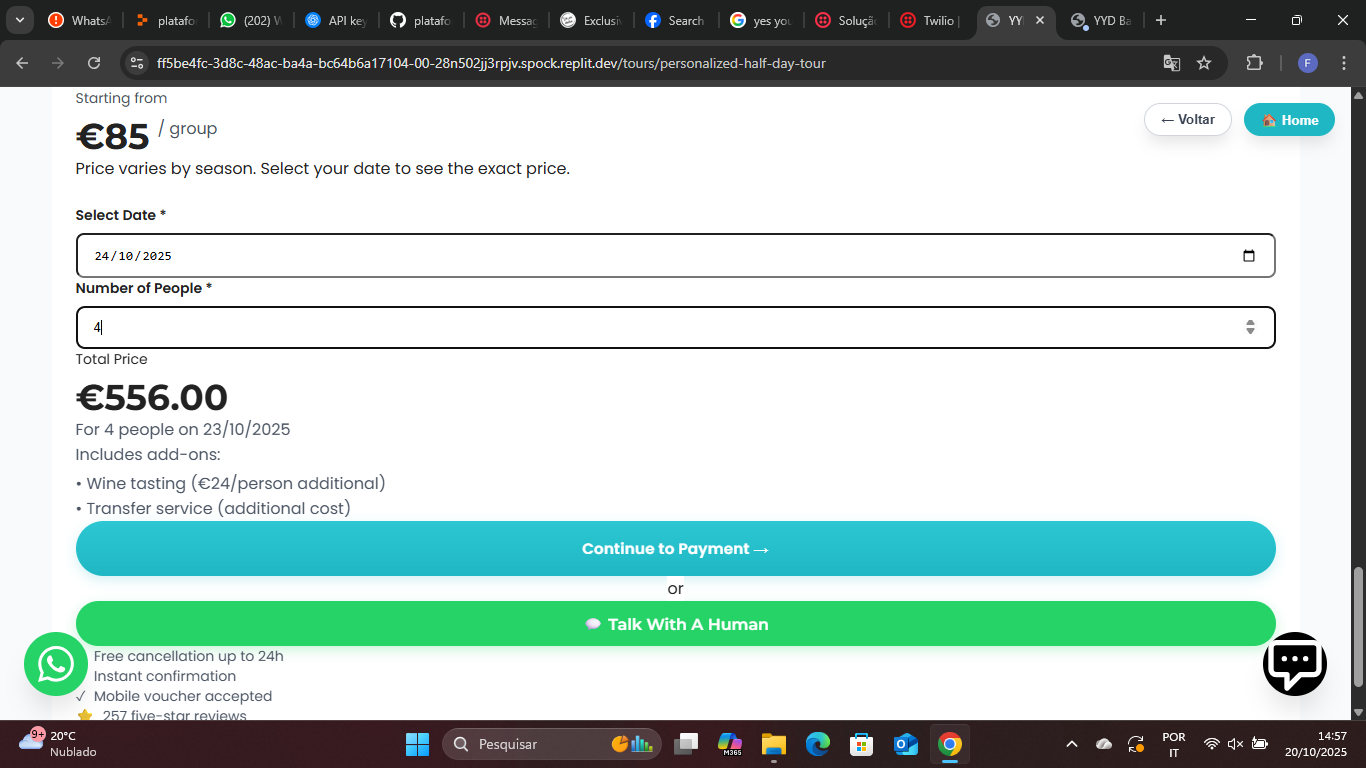 WhatsA
platafo
(202) W
API key
platafo
Messag
Exclusiv
Search
yes you
Soluçã
Twilio |
YYI
YYD Ba
ff5be4fc-3d8c-48ac-ba4a-bc64b6a17104-00-28n502jj3rpjv.spock.replit.dev/tours/personalized-half-day-tour
F
← Voltar
Home
Starting from
€85 / group
Price varies by season. Select your date to see the exact price.
Select Date *
24/10/2025
Number of People *
4
Total Price
€556.00
For 4 people on 23/10/2025
Includes add-ons:
• Wine tasting (€24/person additional)
• Transfer service (additional cost)
Continue to Payment →
or
Talk With A Human
Free cancellation up to 24h
Instant confirmation
✓ Mobile voucher accepted
257 five-star reviews
9+
20°C
Nublado
Pesquisar
M365
POR
IT
14:57
20/10/2025